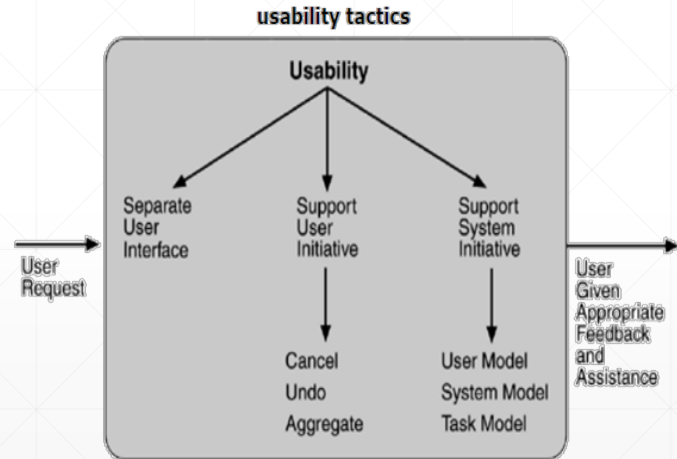 usability tactics
Usability
Separate
User
Interface
Support
User
Initiative
Support
System
Initiative
User
Request
User
Given
Appropriate
Feedback
and
Assistance
Cancel
Undo
Aggregate
User Model
System Model
Task Model